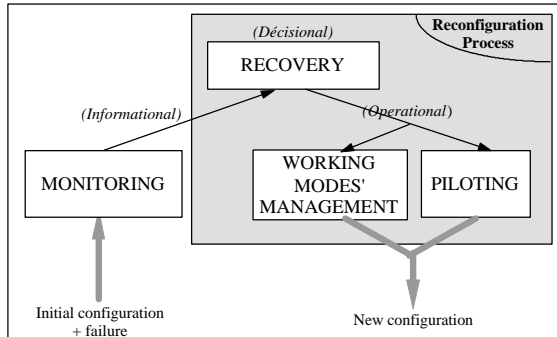 Reconfiguration
Process
(Décisional)
RECOVERY
(Informational)
(Operational)
MONITORING
WORKING
MODES'
MANAGEMENT
PILOTING
Initial configuration
+ failure
New configuration